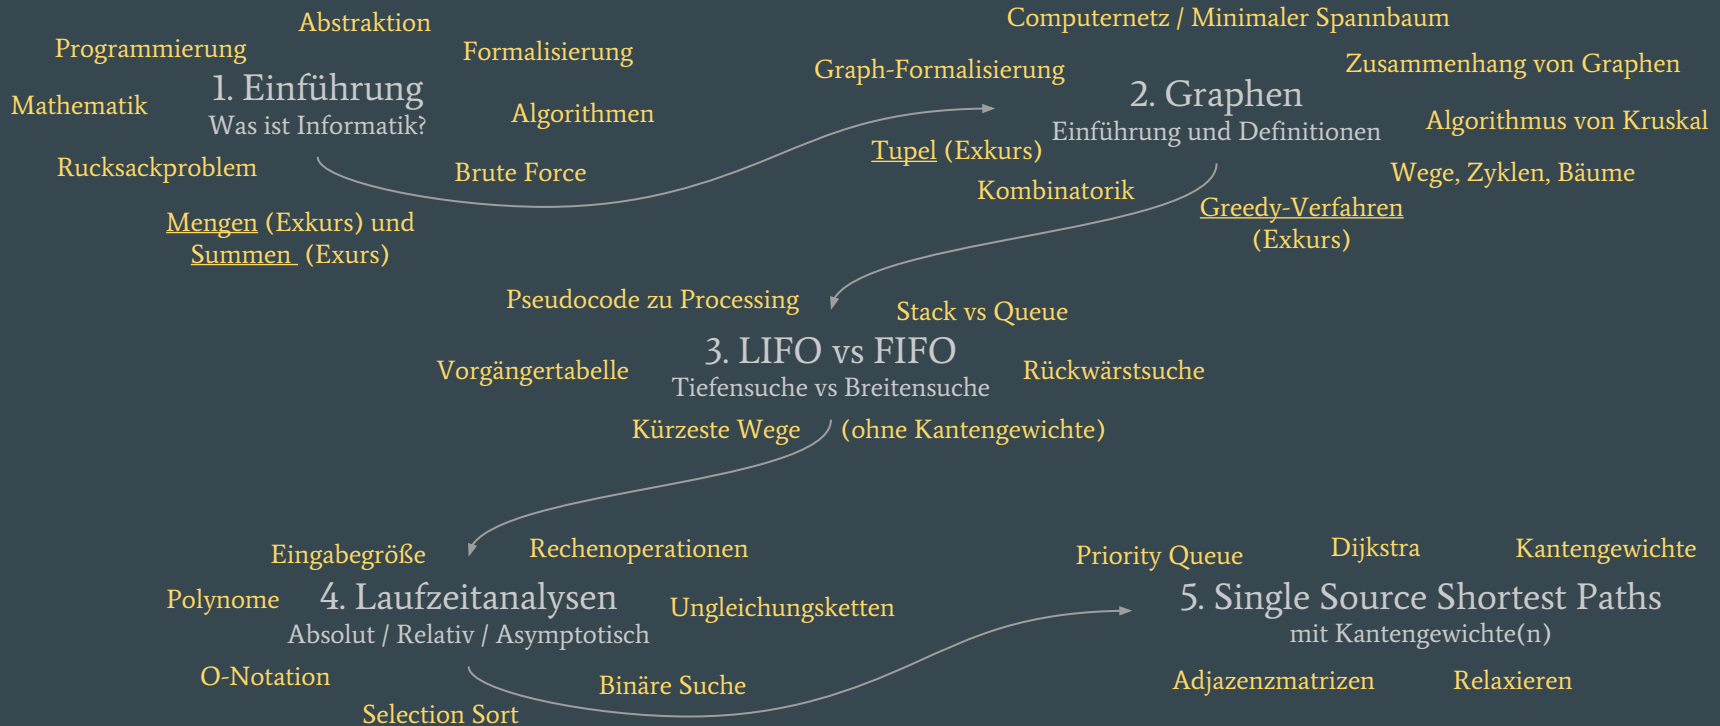 Abstraktion
Programmierung
Formalisierung
1. Einführung
Mathematik
Was ist Informatik?
Algorithmen
Rucksackproblem
Brute Force
Mengen (Exkurs) und
Summen (Exurs)
Computernetz / Minimaler Spannbaum
Graph-Formalisierung
Zusammenhang von Graphen
2. Graphen
Einführung und Definitionen
Algorithmus von Kruskal
Tupel (Exkurs)
Kombinatorik
Wege, Zyklen, Bäume
Greedy-Verfahren
(Exkurs)
Pseudocode zu Processing
Stack vs Queue
3. LIFO vs FIFO
Vorgängertabelle
Tiefensuche vs Breitensuche
Rückwärstsuche
Kürzeste Wege (ohne Kantengewichte)
Eingabegröße
Rechenoperationen
Polynome
4. Laufzeitanalysen
Ungleichungsketten
Absolut / Relativ / Asymptotisch
O-Notation
Binäre Suche
Selection Sort
Priority Queue
Dijkstra
Kantengewichte
5. Single Source Shortest Paths
mit Kantengewichte(n)
Adjazenzmatrizen
Relaxieren